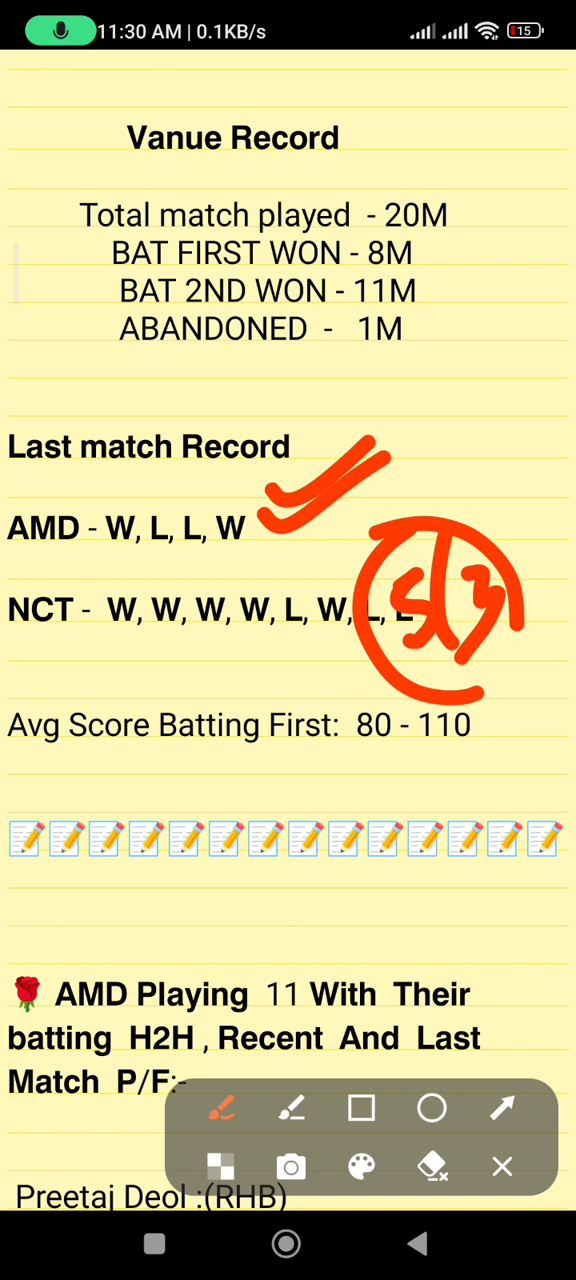 11:30 AM | 0.1KB/s
15
Vanue Record
Total match played - 20M
BAT FIRST WON - 8M
BAT 2ND WON - 11M
ABANDONED - 1M
Last match Record
AMD - W, L, L, W
NCT - W, W, W, W, L, W, L, L
5/3
Avg Score Batting First: 80 - 110
🌹 AMD Playing 11 With Their
batting H2H , Recent And Last
Match P/F:-
Preetaj Deol :(RHB)